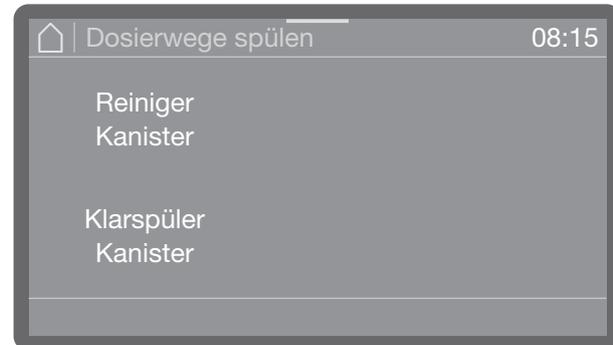 Dosierwege spülen 08:15
Reiniger
Kanister
Klarspüler
Kanister